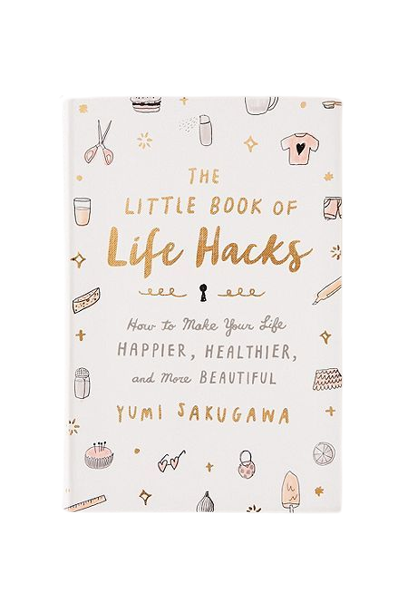 THE
LITTLE BOOK OF
Life Hacks
How to Make Your Life
HAPPIER, HEALTHIER,
and More BEAUTIFUL
YUMI SAKUGAWA